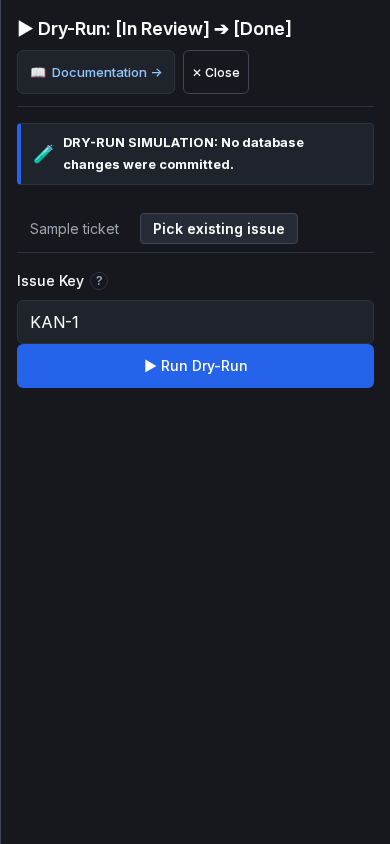 ▶ Dry-Run: [In Review] ➔ [Done]
📖 Documentation →
✕ Close
🧪 DRY-RUN SIMULATION: No database
changes were committed.
Sample ticket
Pick existing issue
Issue Key ?
KAN-1
▶ Run Dry-Run